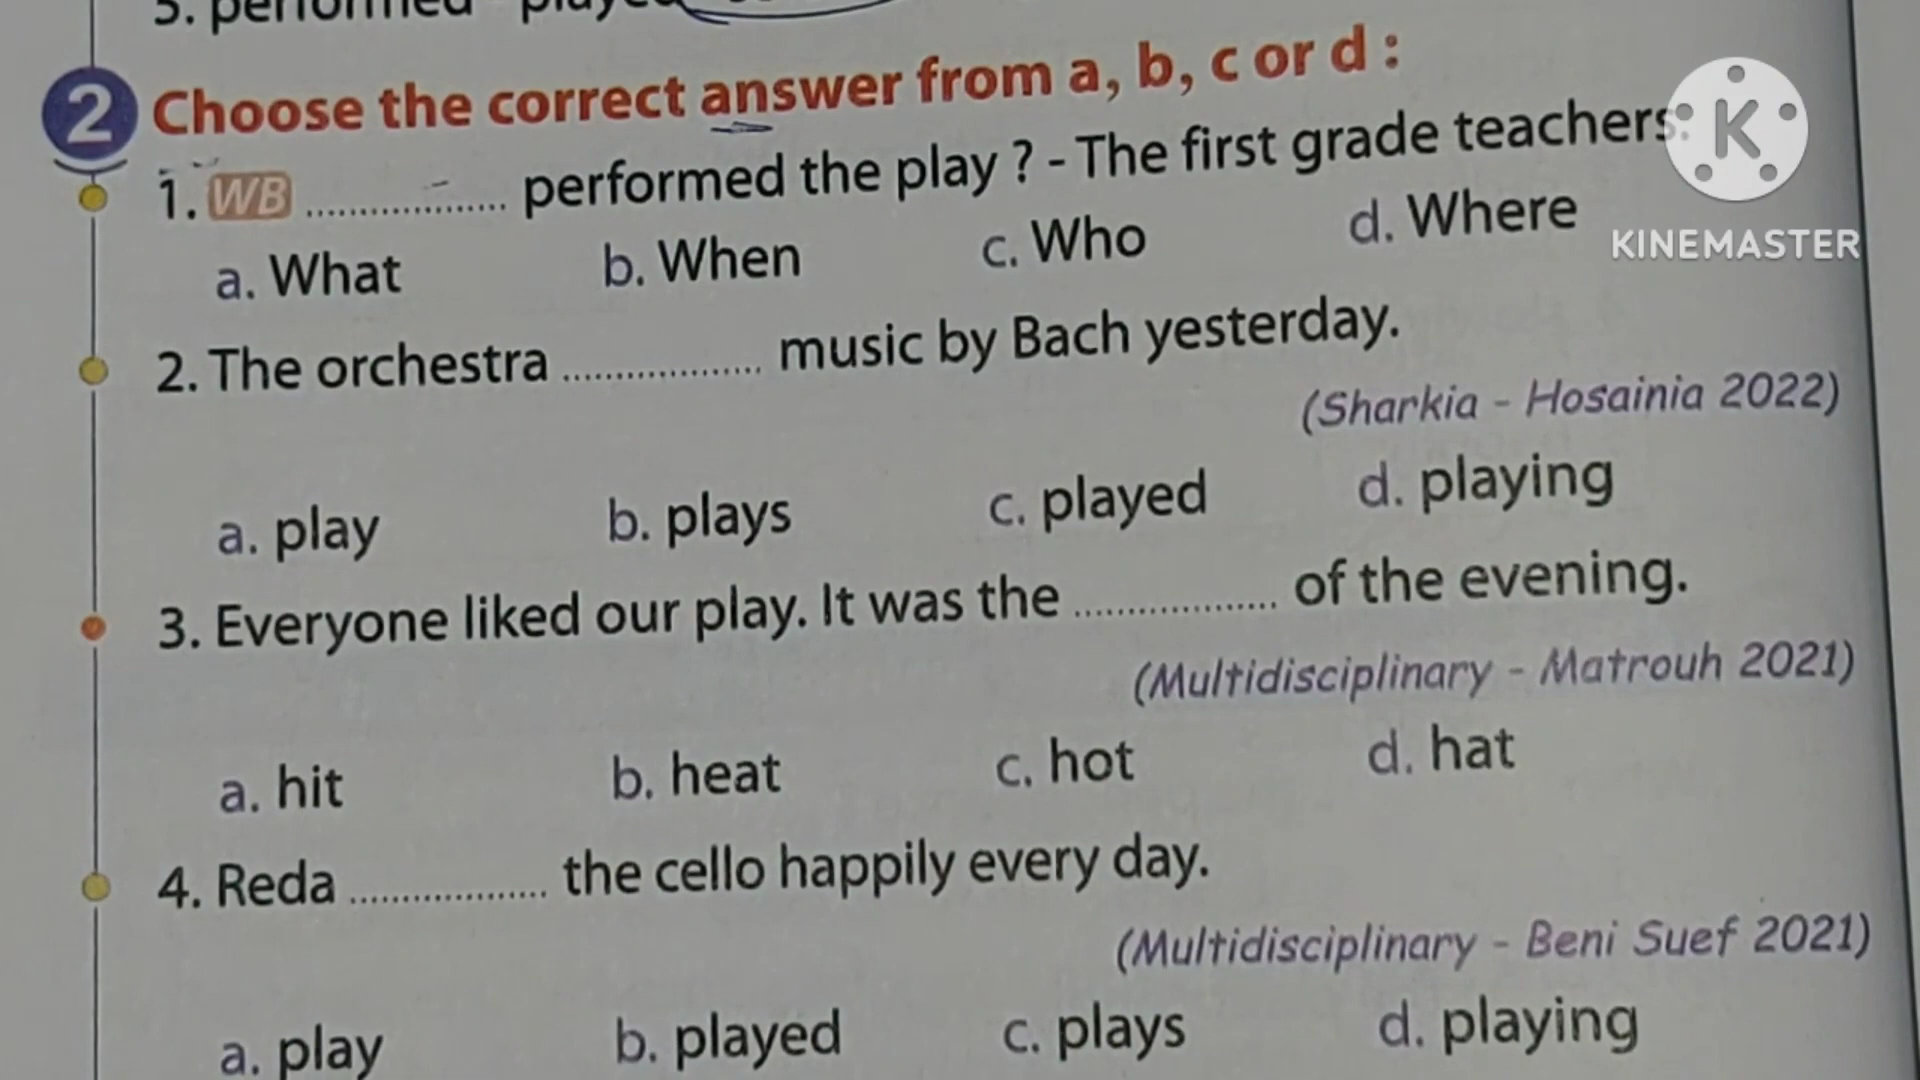 5. performed
2 Choose the correct answer from a, b, c or d :
1. WB .................... performed the play ? - The first grade teachers.
a. What b. When c. Who d. Where
2. The orchestra .................... music by Bach yesterday.
(Sharkia - Hosainia 2022)
a. play b. plays c. played d. playing
3. Everyone liked our play. It was the .................... of the evening.
(Multidisciplinary - Matrouh 2021)
a. hit b. heat c. hot d. hat
4. Reda .................... the cello happily every day.
(Multidisciplinary - Beni Suef 2021)
a. play b. played c. plays d. playing
K
KINEMASTER